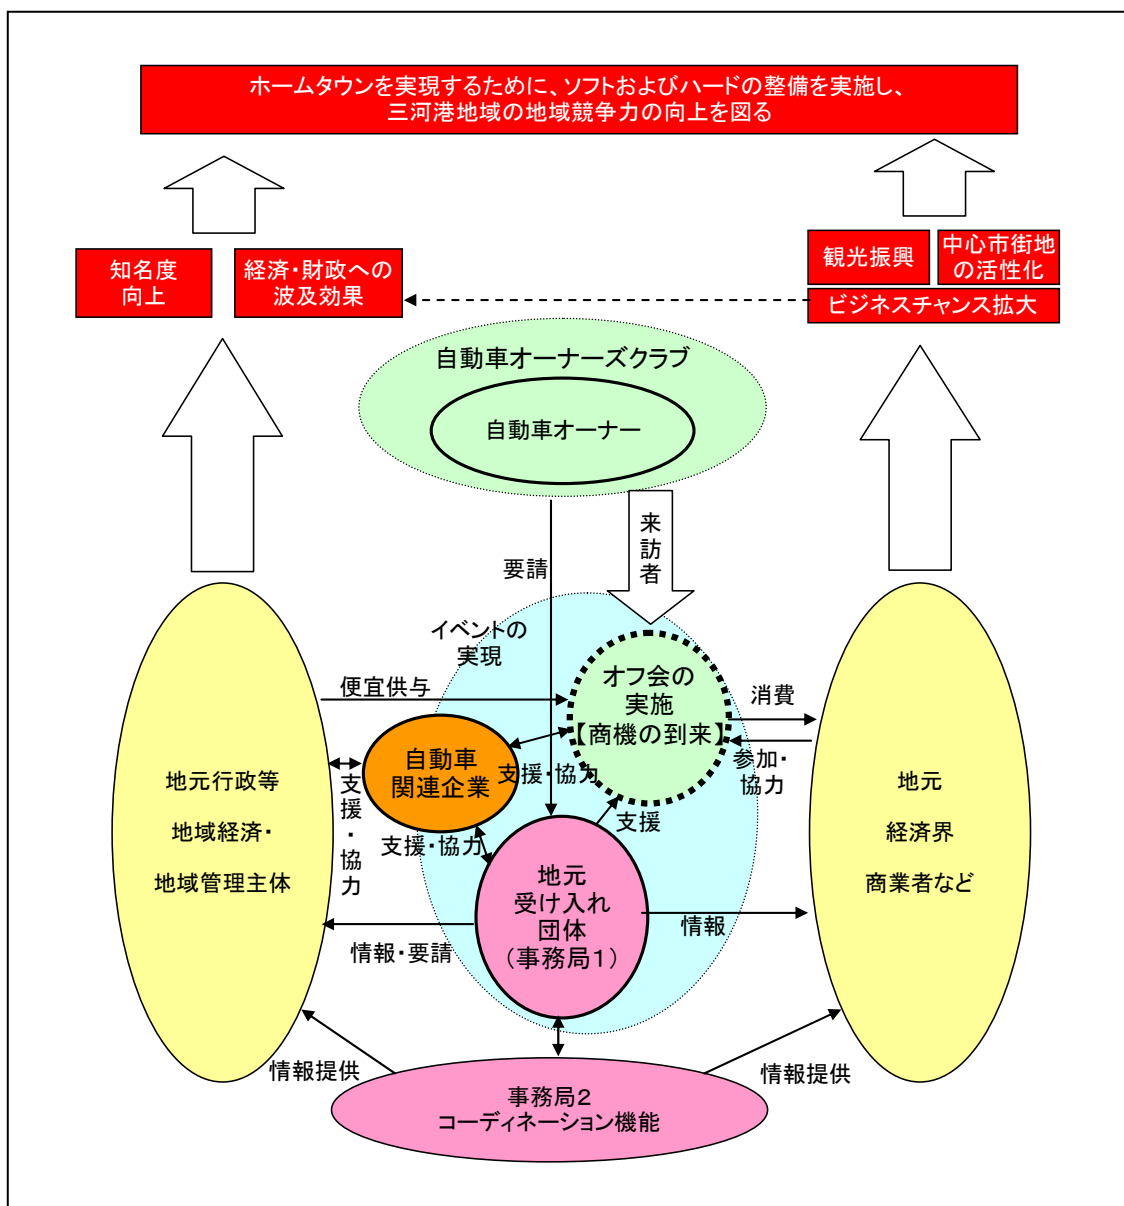 ホームタウンを実現するために、ソフトおよびハードの整備を実施し、
三河港地域の地域競争力の向上を図る
知名度
向上
経済・財政への
波及効果
観光振興
中心市街地
の活性化
ビジネスチャンス拡大
自動車オーナーズクラブ
自動車オーナー
来訪者
要請
イベントの
実現
オフ会の
実施
【商機の到来】
便宜供与
消費
参加・
協力
自動車
関連企業
支援・協力
支援・協力
支援・協力
支援
地元行政等
地域経済・
地域管理主体
地元
経済界
商業者など
地元
受け入れ
団体
(事務局1)
情報・要請
情報
情報提供
情報提供
事務局2
コーディネーション機能